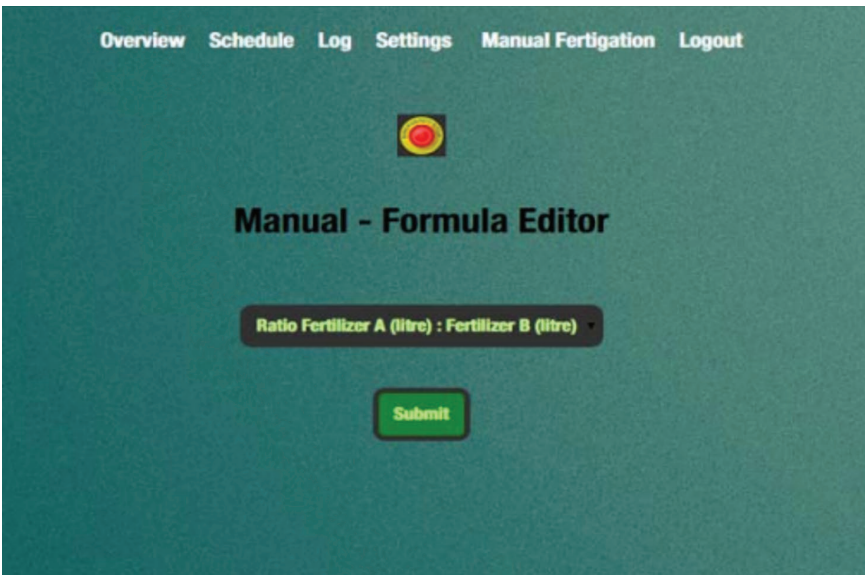 Overview Schedule Log Settings Manual Fertigation Logout
Manual - Formula Editor
Ratio Fertilizer A (litre) : Fertilizer B (litre)
Submit